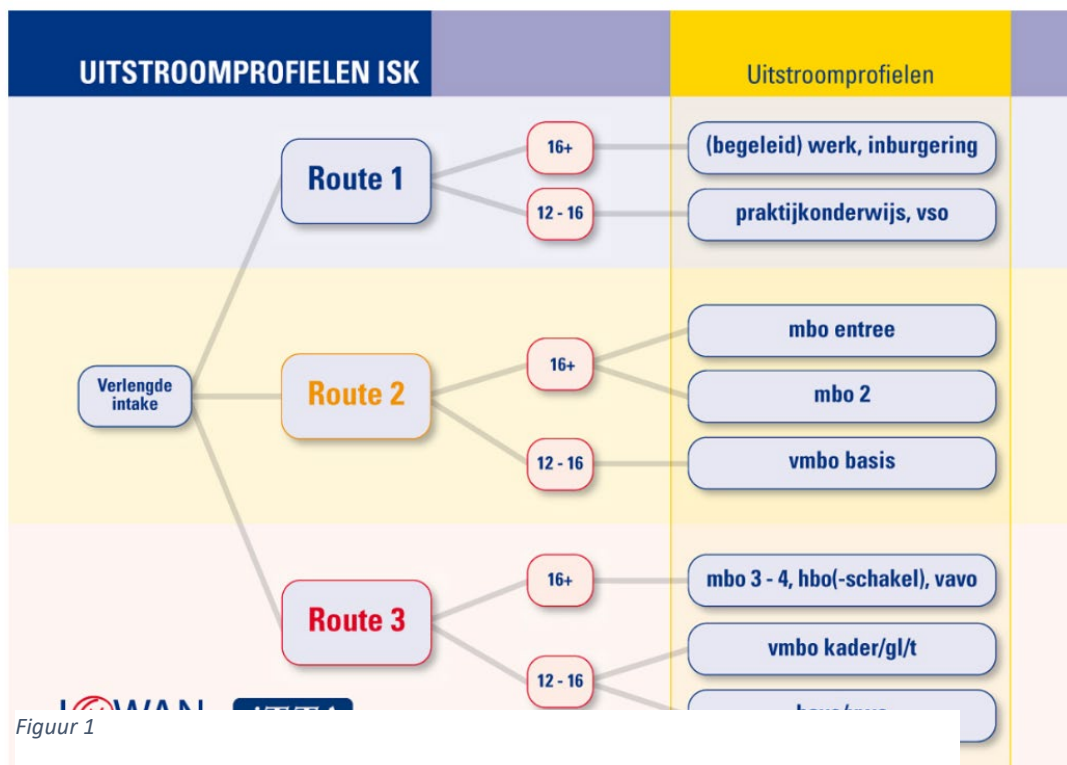 UITSTROOMPROFIELEN ISK
Uitstroomprofielen
Verlengde
intake
Route 1
16+
(begeleid) werk, inburgering
12 - 16
praktijkonderwijs, vso
Route 2
16+
mbo entree
mbo 2
12 - 16
vmbo basis
Route 3
16+
mbo 3 - 4, hbo(-schakel), vavo
12 - 16
vmbo kader/gl/t
Figuur 1